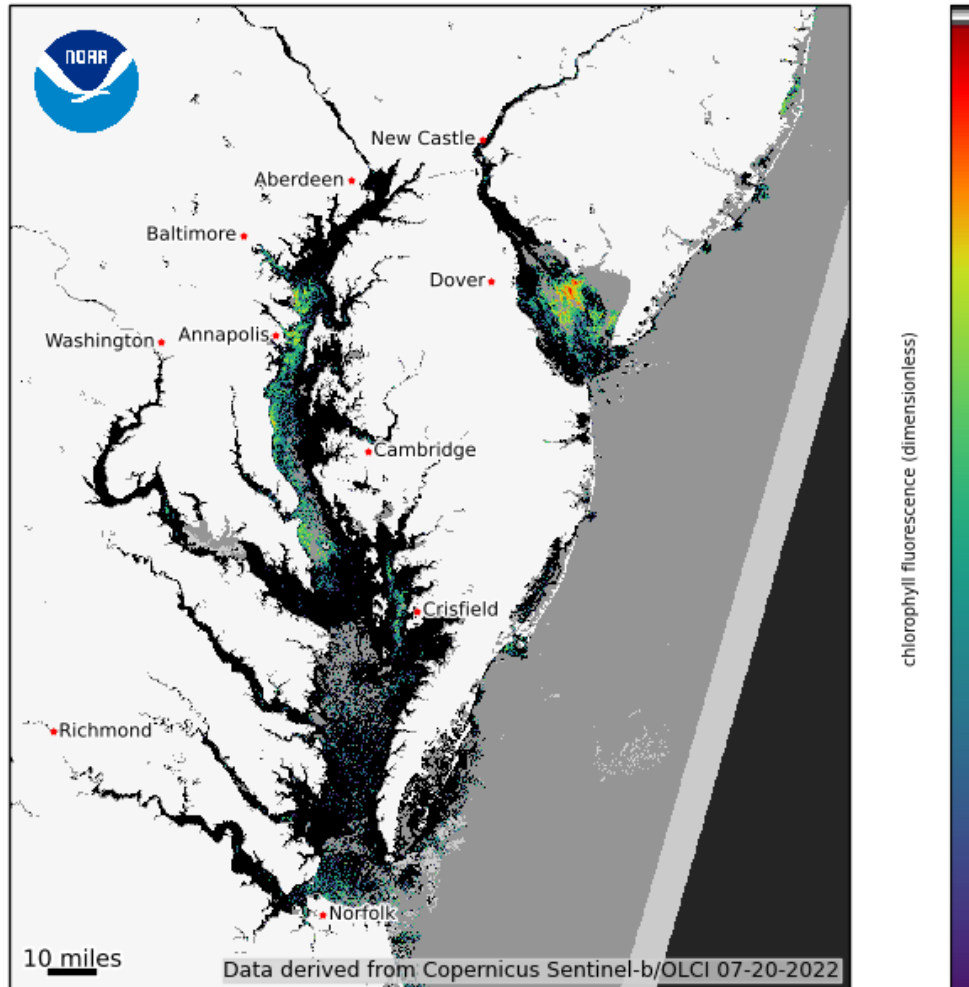 NOAA
New Castle
Aberdeen
Baltimore
Dover
Annapolis
Washington
Cambridge
Crisfield
Richmond
Norfolk
10 miles
Data derived from Copernicus Sentinel-b/OLCI 07-20-2022
chlorophyll fluorescence (dimensionless)